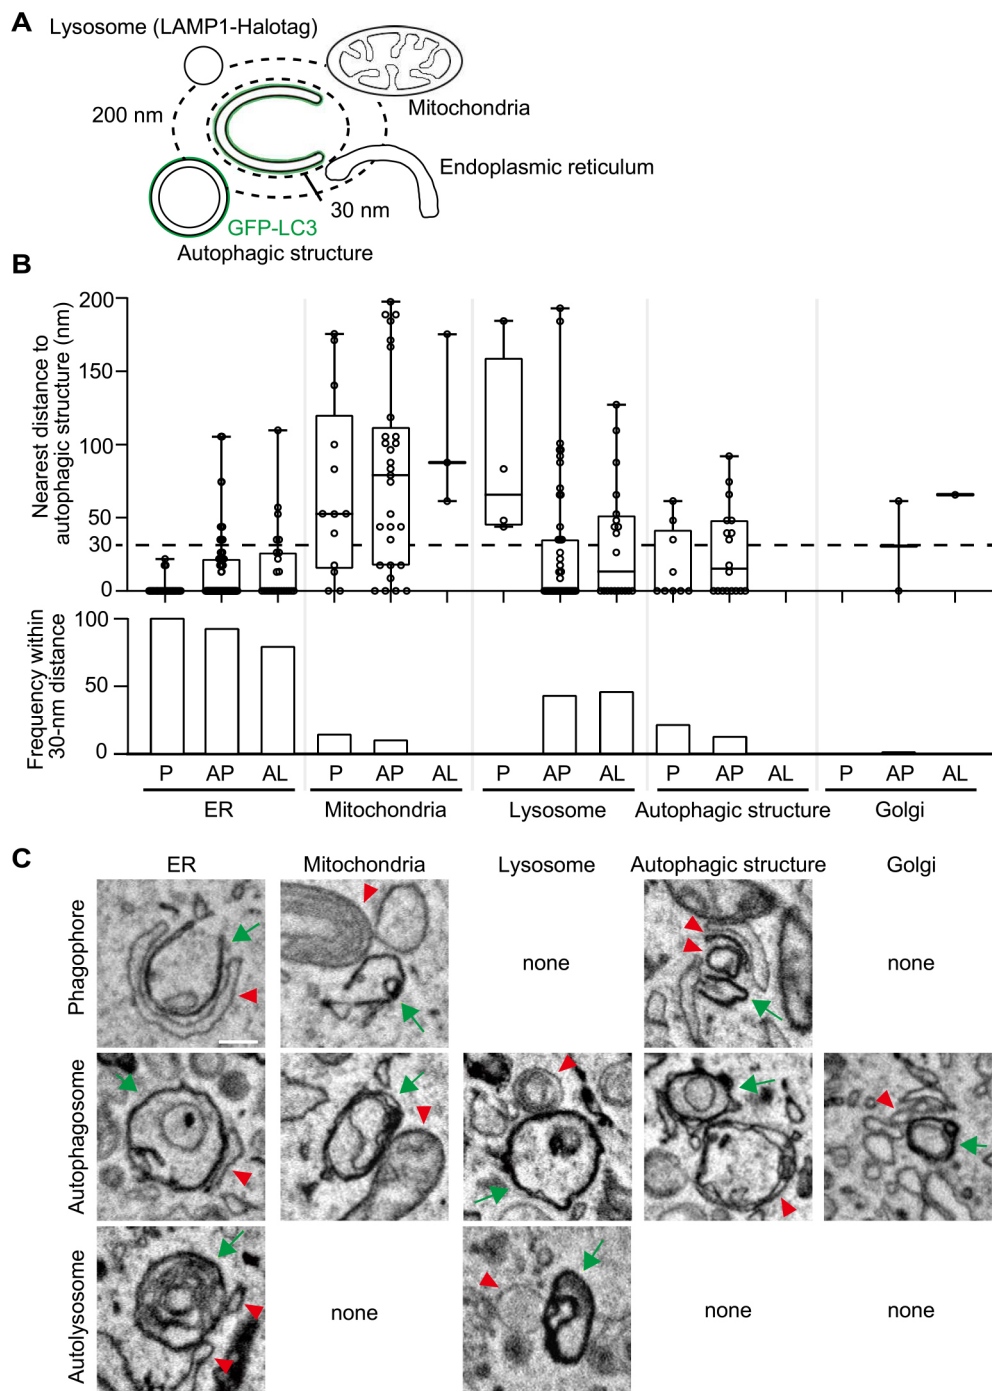 A
Lysosome (LAMP1-Halotag)
Mitochondria
200 nm
Endoplasmic reticulum
30 nm
GFP-LC3
Autophagic structure
B
Nearest distance to
autophagic structure (nm)
200
150
100
50
30
0
Frequency within
30-nm distance
100
50
0
P AP AL P AP AL AP AL P AP AL P AP AL
ER Mitochondria Lysosome Autophagic structure Golgi
C
ER Mitochondria Lysosome Autophagic structure Golgi
Phagophore
none
none
Autophagosome
Autolysosome
none
none
none